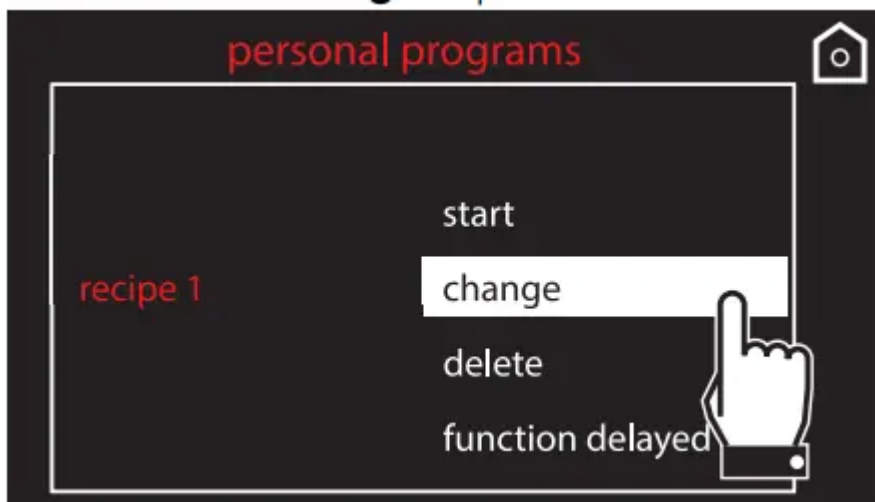 personal programs
start
recipe 1 change
delete
function delayed